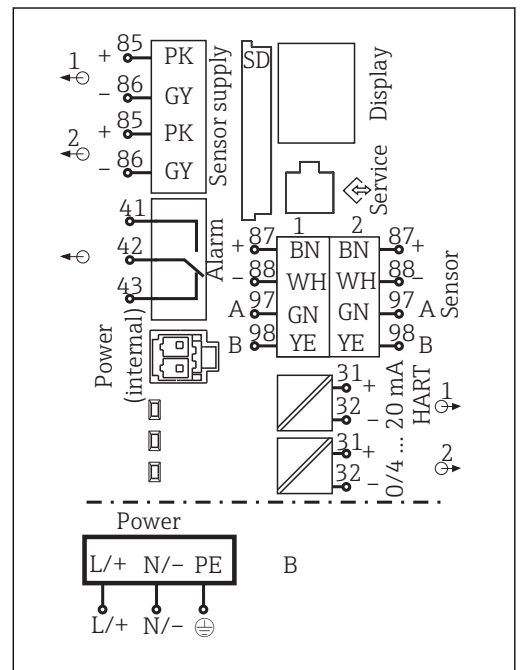 1 + 85 PK
- 86 GY
2 + 85 PK
- 86 GY
Sensor supply
SD
Display
Service
41
42
43
Alarm
1 2
+ 87 BN BN 87 +
- 88 WH WH 88 -
A 97 GN GN 97 A
B 98 YE YE 98 B
Sensor
Power
(internal)
31 +
32 -
31 +
32 -
0/4 ... 20 mA
HART
1
2
Power
L/+ N/- PE
B
L/+ N/-